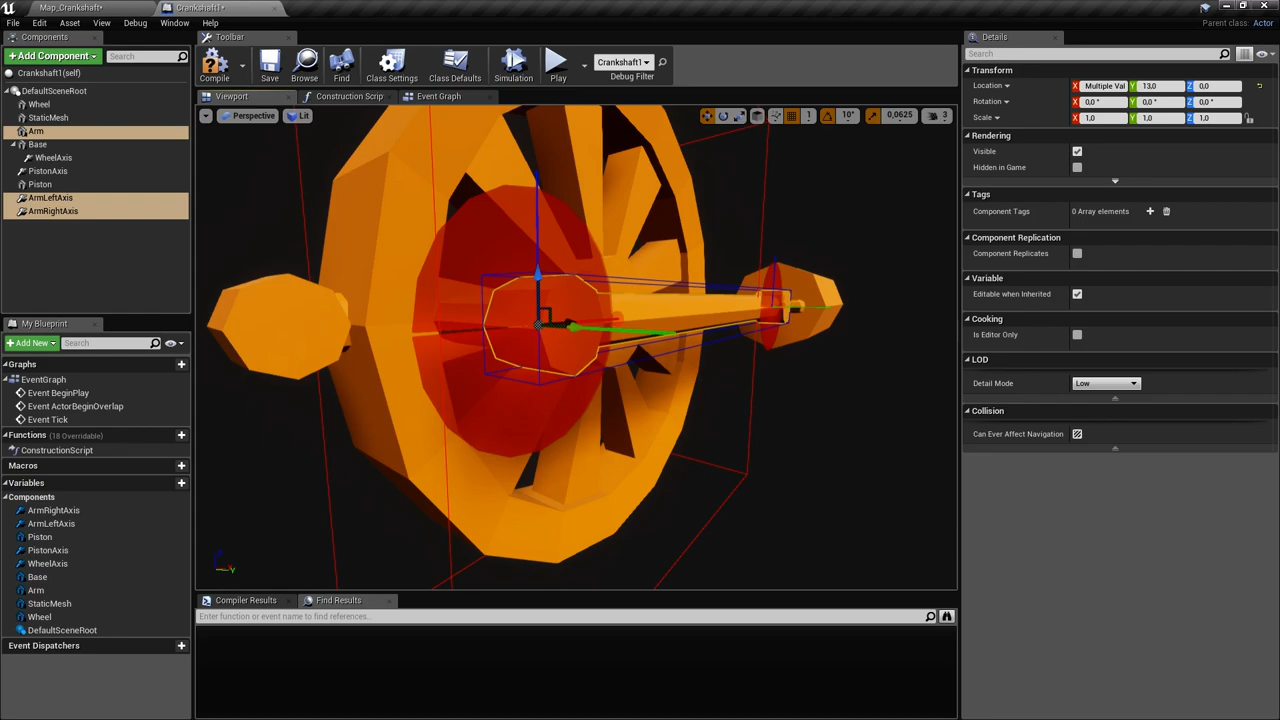 Map_Crankshaft*
Crankshaft1*
File Edit Asset View Debug Window Help
Parent class: Actor
Components
Add Component
Search
Crankshaft1(self)
DefaultSceneRoot
Wheel
StaticMesh
Arm
Base
WheelAxis
PistonAxis
Piston
ArmLeftAxis
ArmRightAxis
My Blueprint
Add New
Search
Graphs
EventGraph
Event BeginPlay
Event ActorBeginOverlap
Event Tick
Functions (18 Overridable)
ConstructionScript
Macros
Variables
Components
ArmRightAxis
ArmLeftAxis
Piston
PistonAxis
WheelAxis
Base
Arm
StaticMesh
Wheel
DefaultSceneRoot
Event Dispatchers
Toolbar
Compile Save Browse Find Class Settings Class Defaults Simulation Play
Crankshaft1
Debug Filter
Viewport
Construction Scrip
Event Graph
Perspective
Lit
1
10°
0,0625
3
Z
Y
Compiler Results
Find Results
Enter function or event name to find references...
Details
Search
Transform
Location X Multiple Val Y 13,0 Z 0,0
Rotation X 0,0 ° Y 0,0 ° Z 0,0 °
Scale X 1,0 Y 1,0 Z 1,0
Rendering
Visible
Hidden in Game
Tags
Component Tags 0 Array elements
Component Replication
Component Replicates
Variable
Editable when Inherited
Cooking
Is Editor Only
LOD
Detail Mode Low
Collision
Can Ever Affect Navigation